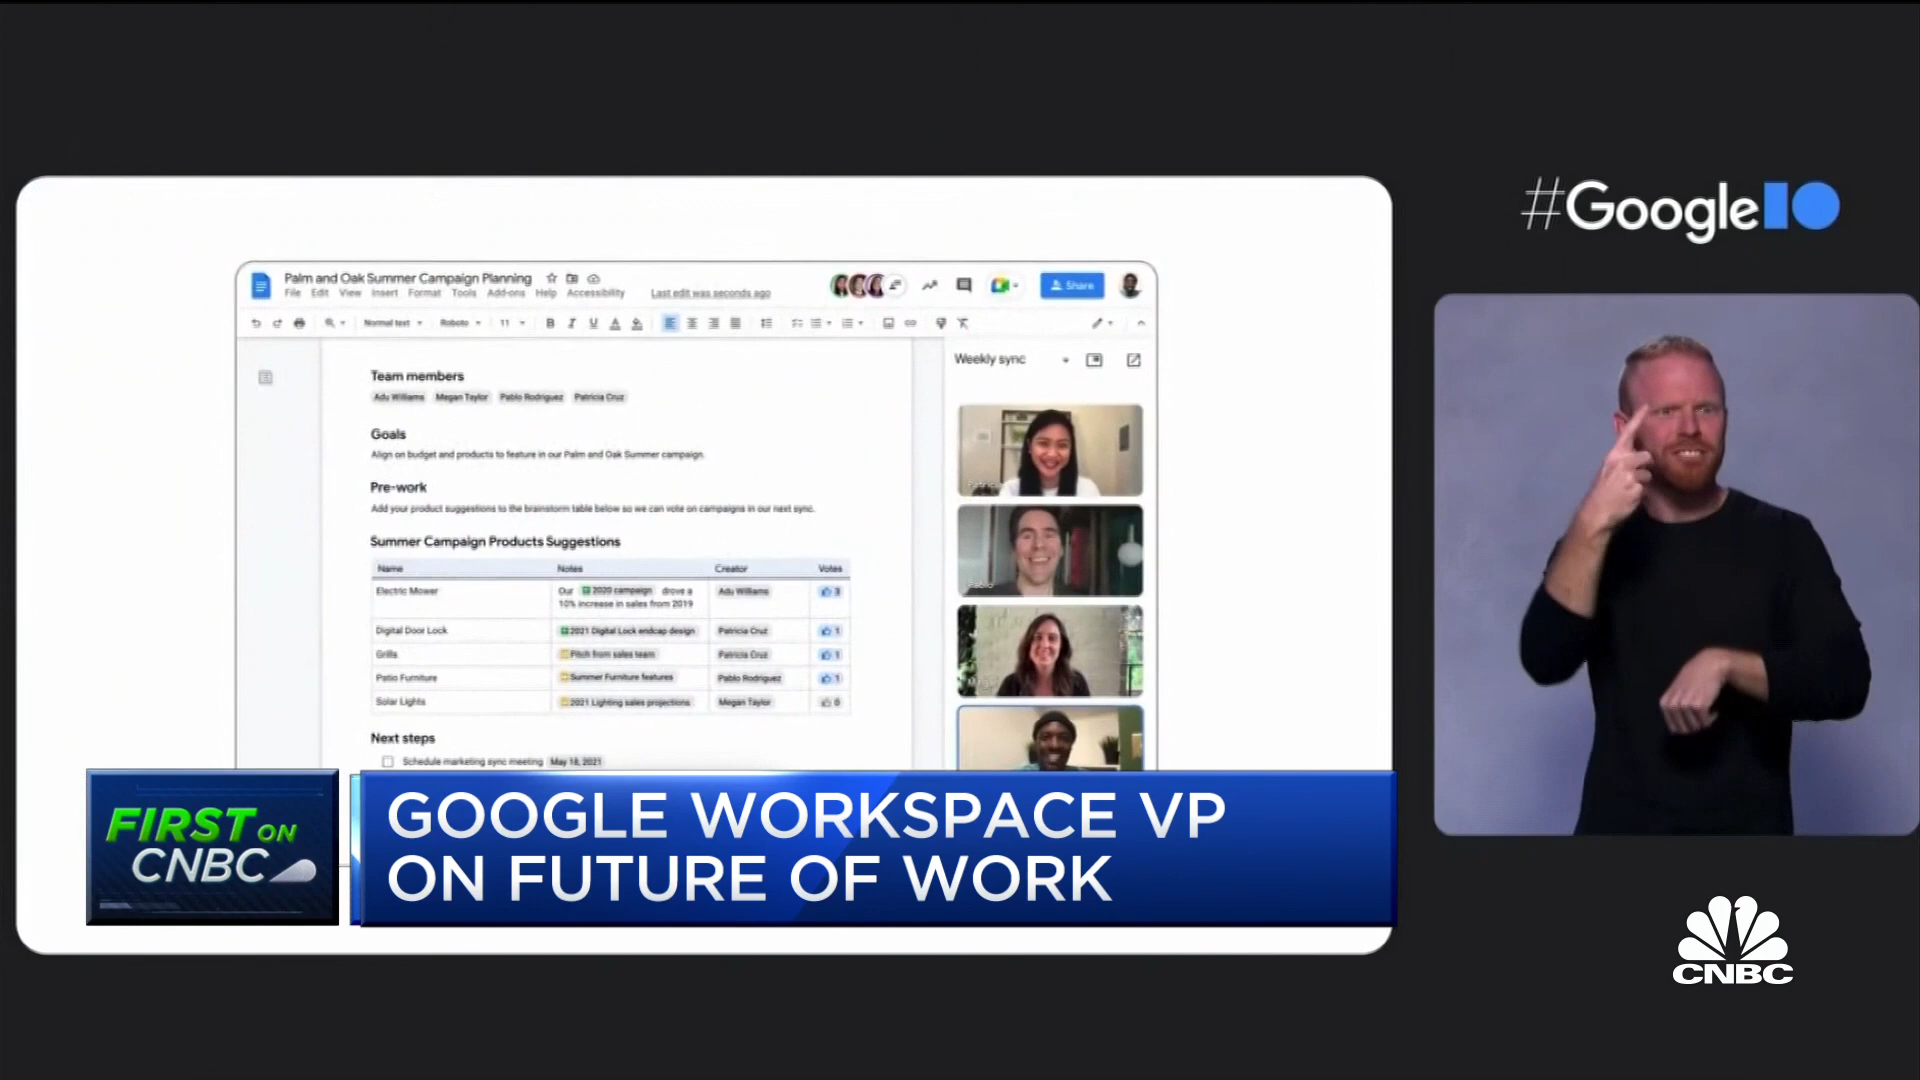 #GoogleIO
Palm and Oak Summer Campaign Planning
File Edit View Insert Format Tools Add-ons Help Accessibility
Last edit was seconds ago
Share
Normal text
Roboto
11
B I U A
Weekly sync
Team members
Adu Williams Megan Taylor Pablo Rodriguez Patricia Cruz
Goals
Align on budget and products to feature in our Palm and Oak Summer campaign.
Pre-work
Add your product suggestions to the brainstorm table below so we can vote on campaigns in our next sync.
Summer Campaign Products Suggestions
Name Notes Creator Votes
Electric Mower Our 2020 campaign drove a Adu Williams 3
10% increase in sales from 2019
Digital Door Lock 2021 Digital Lock endcap design Patricia Cruz 1
Grills Pitch from sales team Patricia Cruz 1
Patio Furniture Summer Furniture features Pablo Rodriguez 1
Solar Lights 2021 Lighting sales projections Megan Taylor 0
Next steps
Schedule marketing sync meeting May 18, 2021
Pablo
FIRST ON
CNBC
GOOGLE WORKSPACE VP
ON FUTURE OF WORK
CNBC